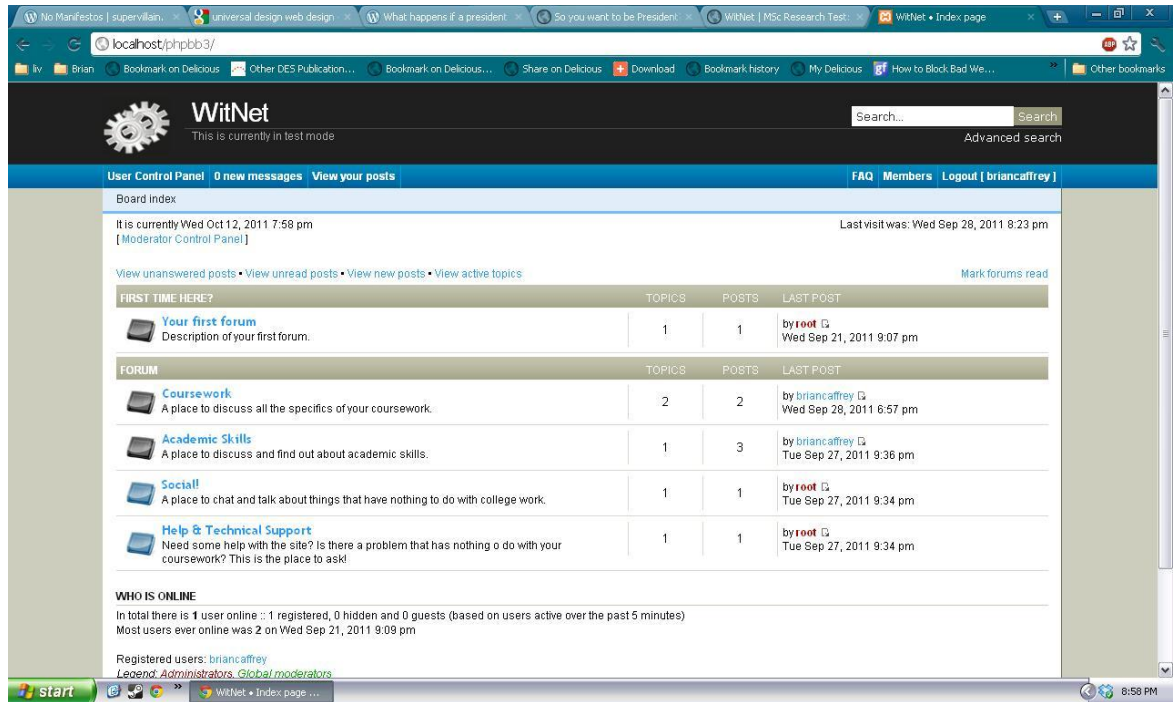 No Manifestos | supervillain.
universal design web design -
What happens if a president
So you want to be President
WitNet | MSc Research Test:
WitNet • Index page
localhost/phpbb3/
liv
Brian
Bookmark on Delicious
Other DES Publication...
Bookmark on Delicious...
Share on Delicious
Download
Bookmark history
My Delicious
How to Block Bad We...
Other bookmarks
WitNet
This is currently in test mode
Search...
Search
Advanced search
User Control Panel 0 new messages View your posts
FAQ Members Logout [ briancaffrey ]
Board index
It is currently Wed Oct 12, 2011 7:58 pm
Last visit was: Wed Sep 28, 2011 8:23 pm
[ Moderator Control Panel ]
View unanswered posts • View unread posts • View new posts • View active topics
Mark forums read
FIRST TIME HERE? TOPICS POSTS LAST POST
Your first forum
Description of your first forum.
1
1
by root
Wed Sep 21, 2011 9:07 pm
FORUM TOPICS POSTS LAST POST
Coursework
A place to discuss all the specifics of your coursework.
2
2
by briancaffrey
Wed Sep 28, 2011 6:57 pm
Academic Skills
A place to discuss and find out about academic skills.
1
3
by briancaffrey
Tue Sep 27, 2011 9:36 pm
Social!
A place to chat and talk about things that have nothing to do with college work.
1
1
by root
Tue Sep 27, 2011 9:34 pm
Help & Technical Support
Need some help with the site? Is there a problem that has nothing o do with your
coursework? This is the place to ask!
1
1
by root
Tue Sep 27, 2011 9:34 pm
WHO IS ONLINE
In total there is 1 user online :: 1 registered, 0 hidden and 0 guests (based on users active over the past 5 minutes)
Most users ever online was 2 on Wed Sep 21, 2011 9:09 pm
Registered users: briancaffrey
Legend: Administrators, Global moderators
start
WitNet • Index page ...
8:58 PM